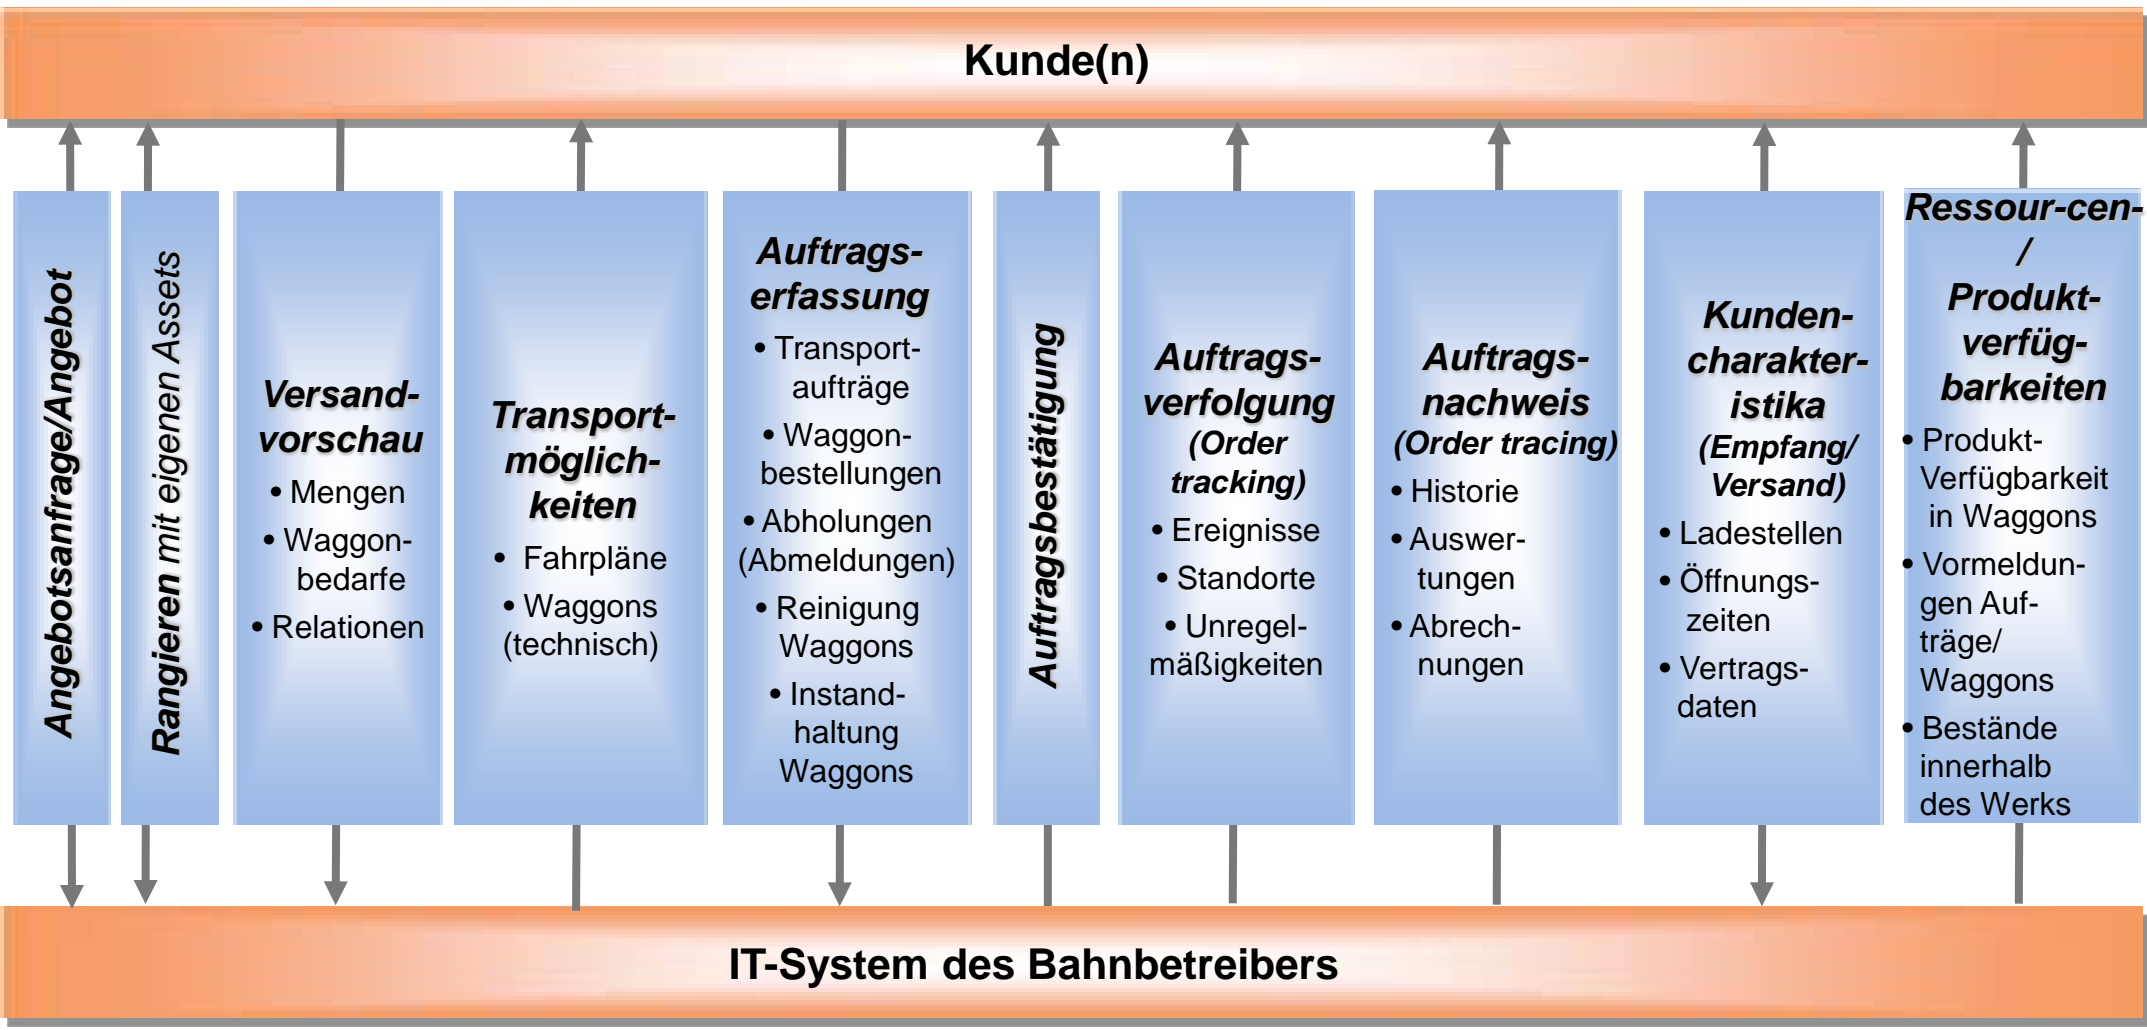 Kunde(n)
Angebotsanfrage/Angebot
Rangieren mit eigenen Assets
Versand-
vorschau
• Mengen
• Waggon-
bedarfe
• Relationen
Transport-
möglich-
keiten
• Fahrpläne
• Waggons
(technisch)
Auftrags-
erfassung
• Transport-
aufträge
• Waggon-
bestellungen
• Abholungen
(Abmeldungen)
• Reinigung
Waggons
• Instand-
haltung
Waggons
Auftragsbestätigung
Auftrags-
verfolgung
(Order
tracking)
• Ereignisse
• Standorte
• Unregel-
mäßigkeiten
Auftrags-
nachweis
(Order tracing)
• Historie
• Auswer-
tungen
• Abrech-
nungen
Kunden-
charakter-
istika
(Empfang/
Versand)
• Ladestellen
• Öffnungs-
zeiten
• Vertrags-
daten
Ressour-cen-
/
Produkt-
verfüg-
barkeiten
• Produkt-
Verfügbarkeit
in Waggons
• Vormeldun-
gen Auf-
träge/
Waggons
• Bestände
innerhalb
des Werks
IT-System des Bahnbetreibers